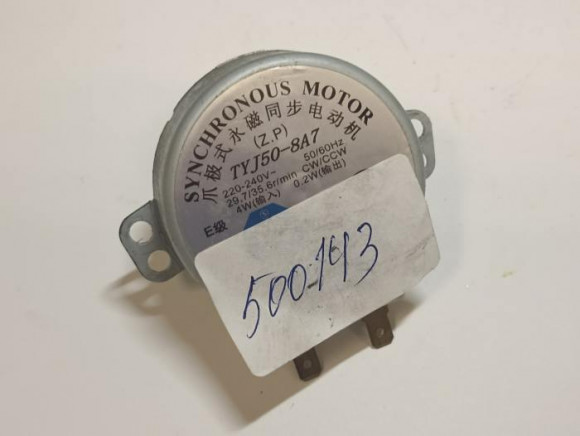 SYNCHRONOUS MOTOR
爪极式永磁同步电动机
(Z.P)
TYJ50-8A7
220-240V~ 50/60Hz
29,7/35,6r/min CW/CCW
4W(输入) 0.2W(输出)
E级
500-143